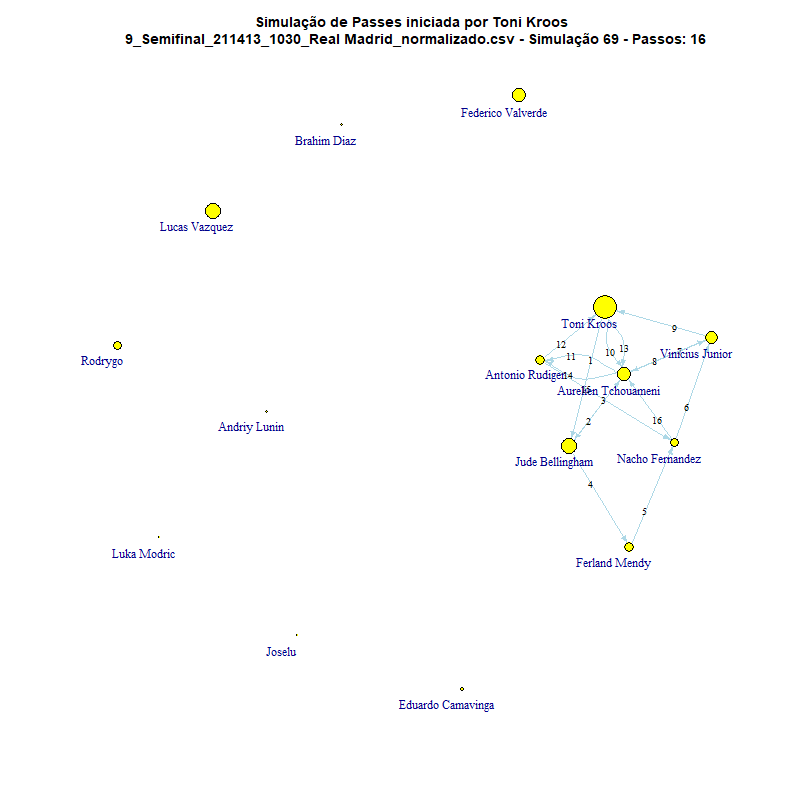 Simulação de Passes iniciada por Toni Kroos
9_Semifinal_211413_1030_Real Madrid_normalizado.csv - Simulação 69 - Passos: 16
Federico Valverde
Brahim Diaz
Lucas Vazquez
Toni Kroos
9
Vinicius Junior
12
10
13
11
1
8
7
Rodrygo
Antonio Rudiger
14
Aurelien Tchouameni
15
3
6
Andriy Lunin
2
16
Jude Bellingham
Nacho Fernandez
4
5
Luka Modric
Ferland Mendy
Joselu
Eduardo Camavinga